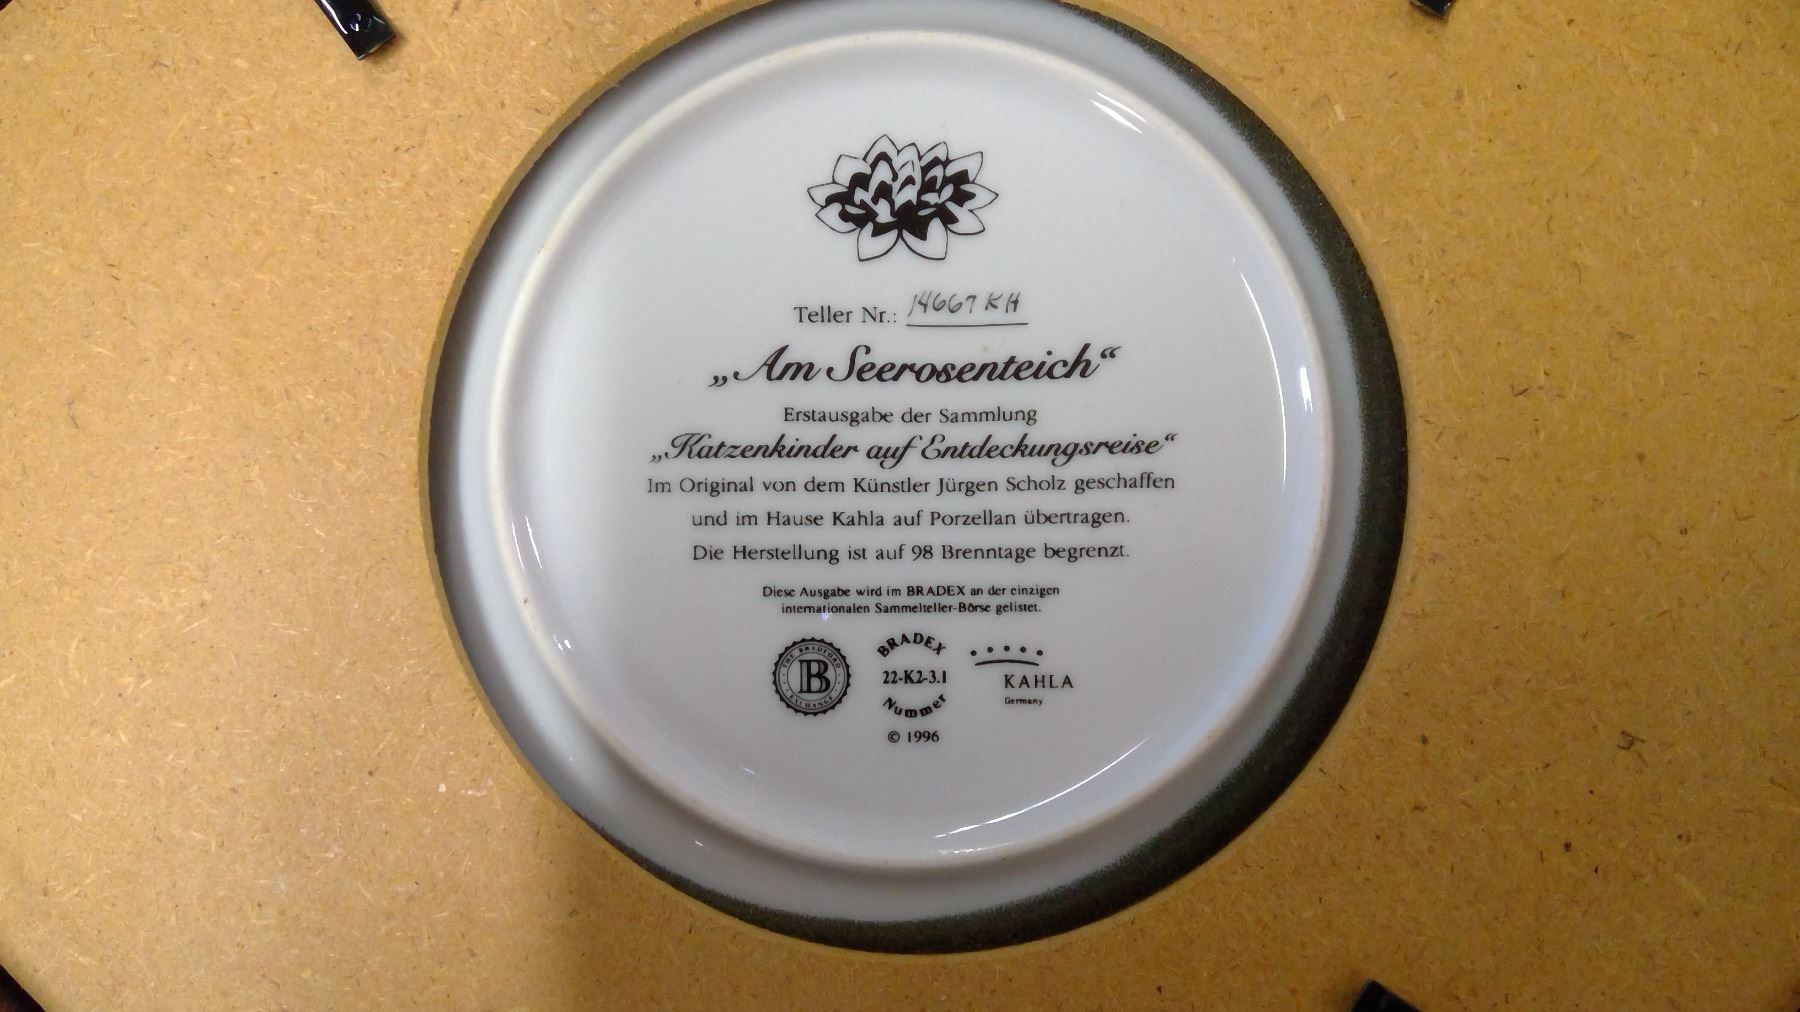 Teller Nr.: 14667 KH
„Am Seerosenteich“
Erstausgabe der Sammlung
„Katzenkinder auf Entdeckungsreise“
Im Original von dem Künstler Jürgen Scholz geschaffen
und im Hause Kahla auf Porzellan übertragen.
Die Herstellung ist auf 98 Brenntage begrenzt.
Diese Ausgabe wird im BRADEX an der einzigen
internationalen Sammelteller-Börse gelistet.
THE BRADFORD
B
EXCHANGE
BRADEX
22-K2-3.1
Nummer
KAHLA
Germany
© 1996